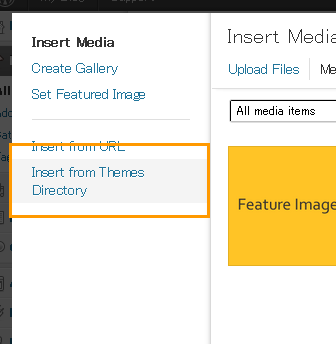 Insert Media
Create Gallery
Set Featured Image
Insert from URL
Insert from Themes
Directory
Insert Media
Upload Files
Me
All media items
Feature Image